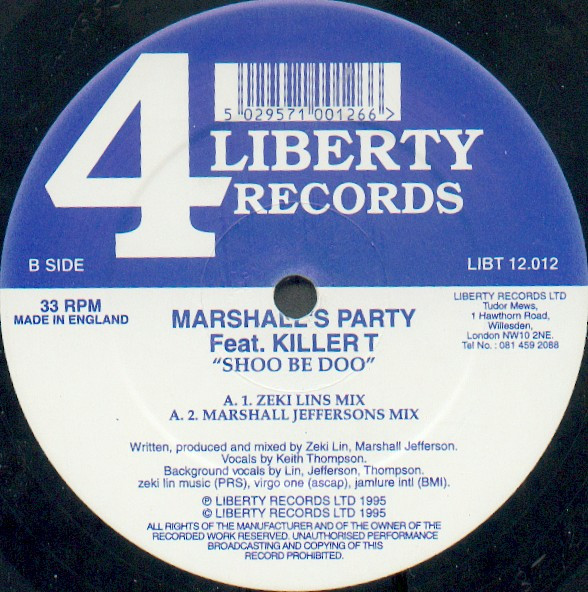 5 029571 001266 >
4 LIBERTY
RECORDS
B SIDE
LIBT 12.012
33 RPM
MADE IN ENGLAND
MARSHALL'S PARTY
Feat. KILLER T
"SHOO BE DOO"
LIBERTY RECORDS LTD
Tudor Mews,
1 Hawthorn Road,
Willesden,
London NW10 2NE.
Tel No.: 081 459 2088
A. 1. ZEKI LINS MIX
A. 2. MARSHALL JEFFERSONS MIX
Written, produced and mixed by Zeki Lin, Marshall Jefferson.
Vocals by Keith Thompson.
Background vocals by Lin, Jefferson, Thompson.
zeki lin music (PRS), virgo one (ascap), jamlure intl (BMI).
℗ LIBERTY RECORDS LTD 1995
© LIBERTY RECORDS LTD 1995
ALL RIGHTS OF THE MANUFACTURER AND OF THE OWNER OF THE
RECORDED WORK RESERVED. UNAUTHORISED PERFORMANCE
BROADCASTING AND COPYING OF THIS
RECORD PROHIBITED.